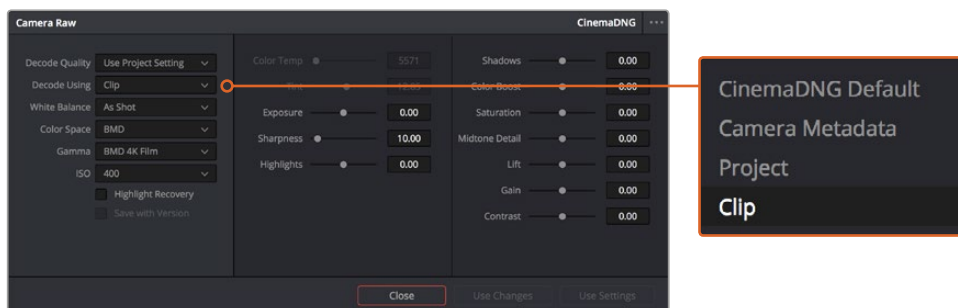 Camera Raw
CinemaDNG
Decode Quality Use Project Setting
Decode Using Clip
White Balance As Shot
Color Space BMD
Gamma BMD 4K Film
ISO 400
Highlight Recovery
Save with Version
Color Temp 5571
Tint 12.05
Exposure 0.00
Sharpness 10.00
Highlights 0.00
Shadows 0.00
Color Boost 0.00
Saturation 0.00
Midtone Detail 0.00
Lift 0.00
Gain 0.00
Contrast 0.00
Close
Use Changes
Use Settings
CinemaDNG Default
Camera Metadata
Project
Clip